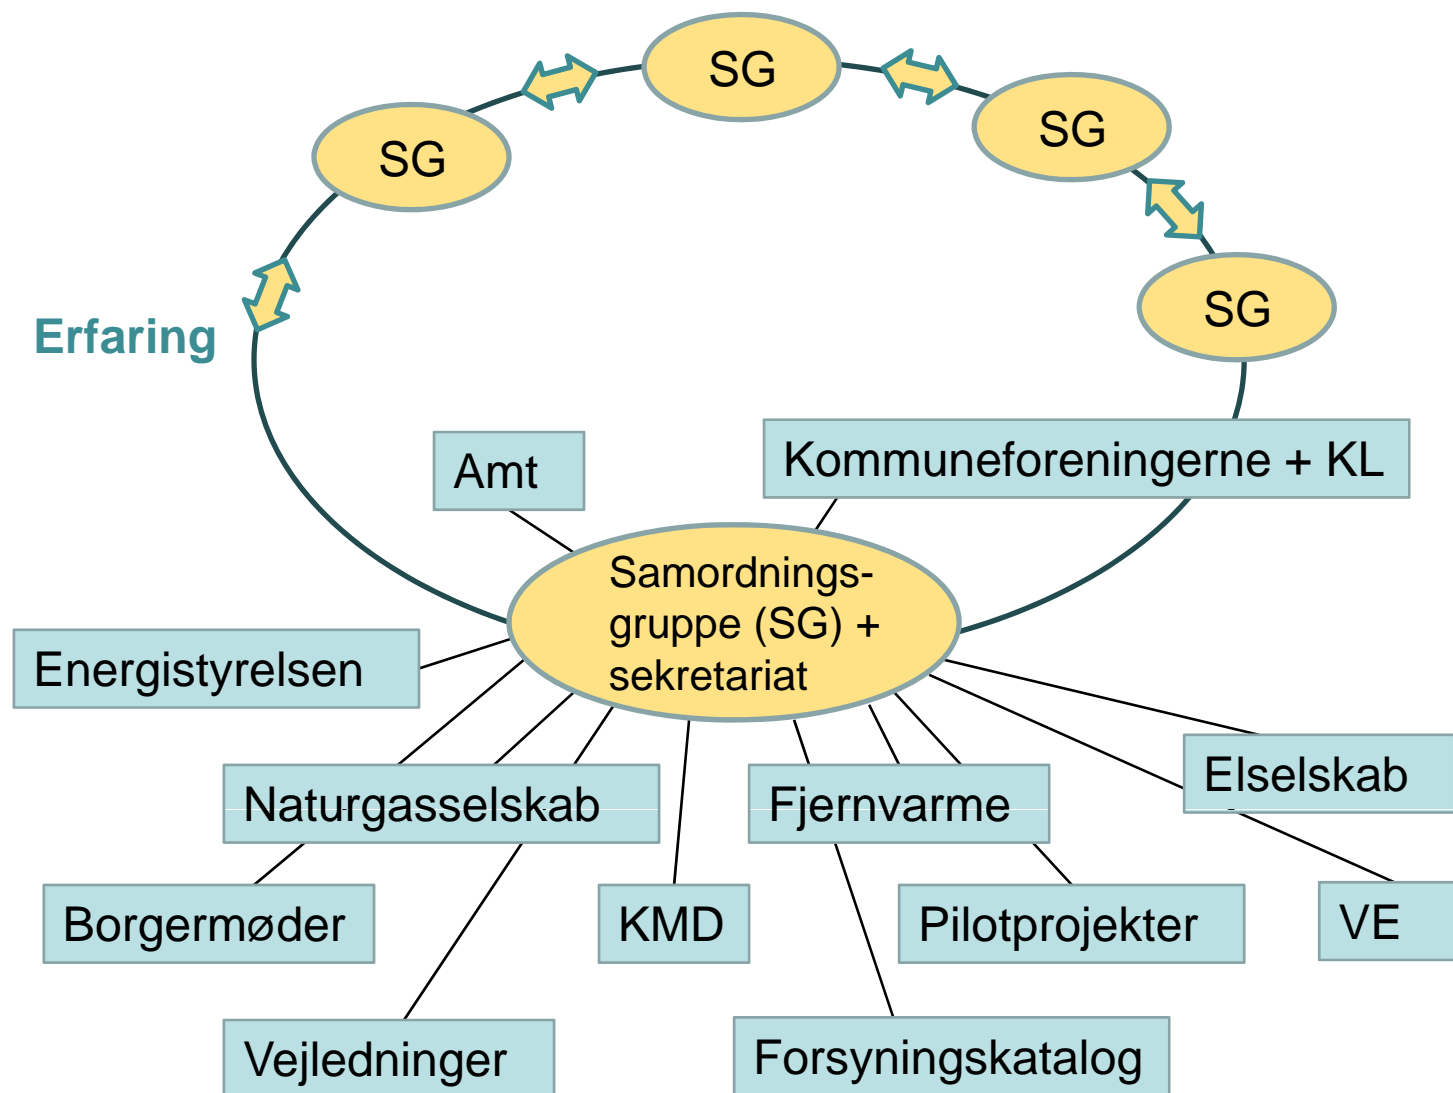 SG
SG
SG
SG
Erfaring
Amt
Kommuneforeningerne + KL
Samordnings-
gruppe (SG) +
sekretariat
Energistyrelsen
Naturgasselskab
Fjernvarme
Elselskab
Borgermøder
KMD
Pilotprojekter
VE
Vejledninger
Forsyningskatalog